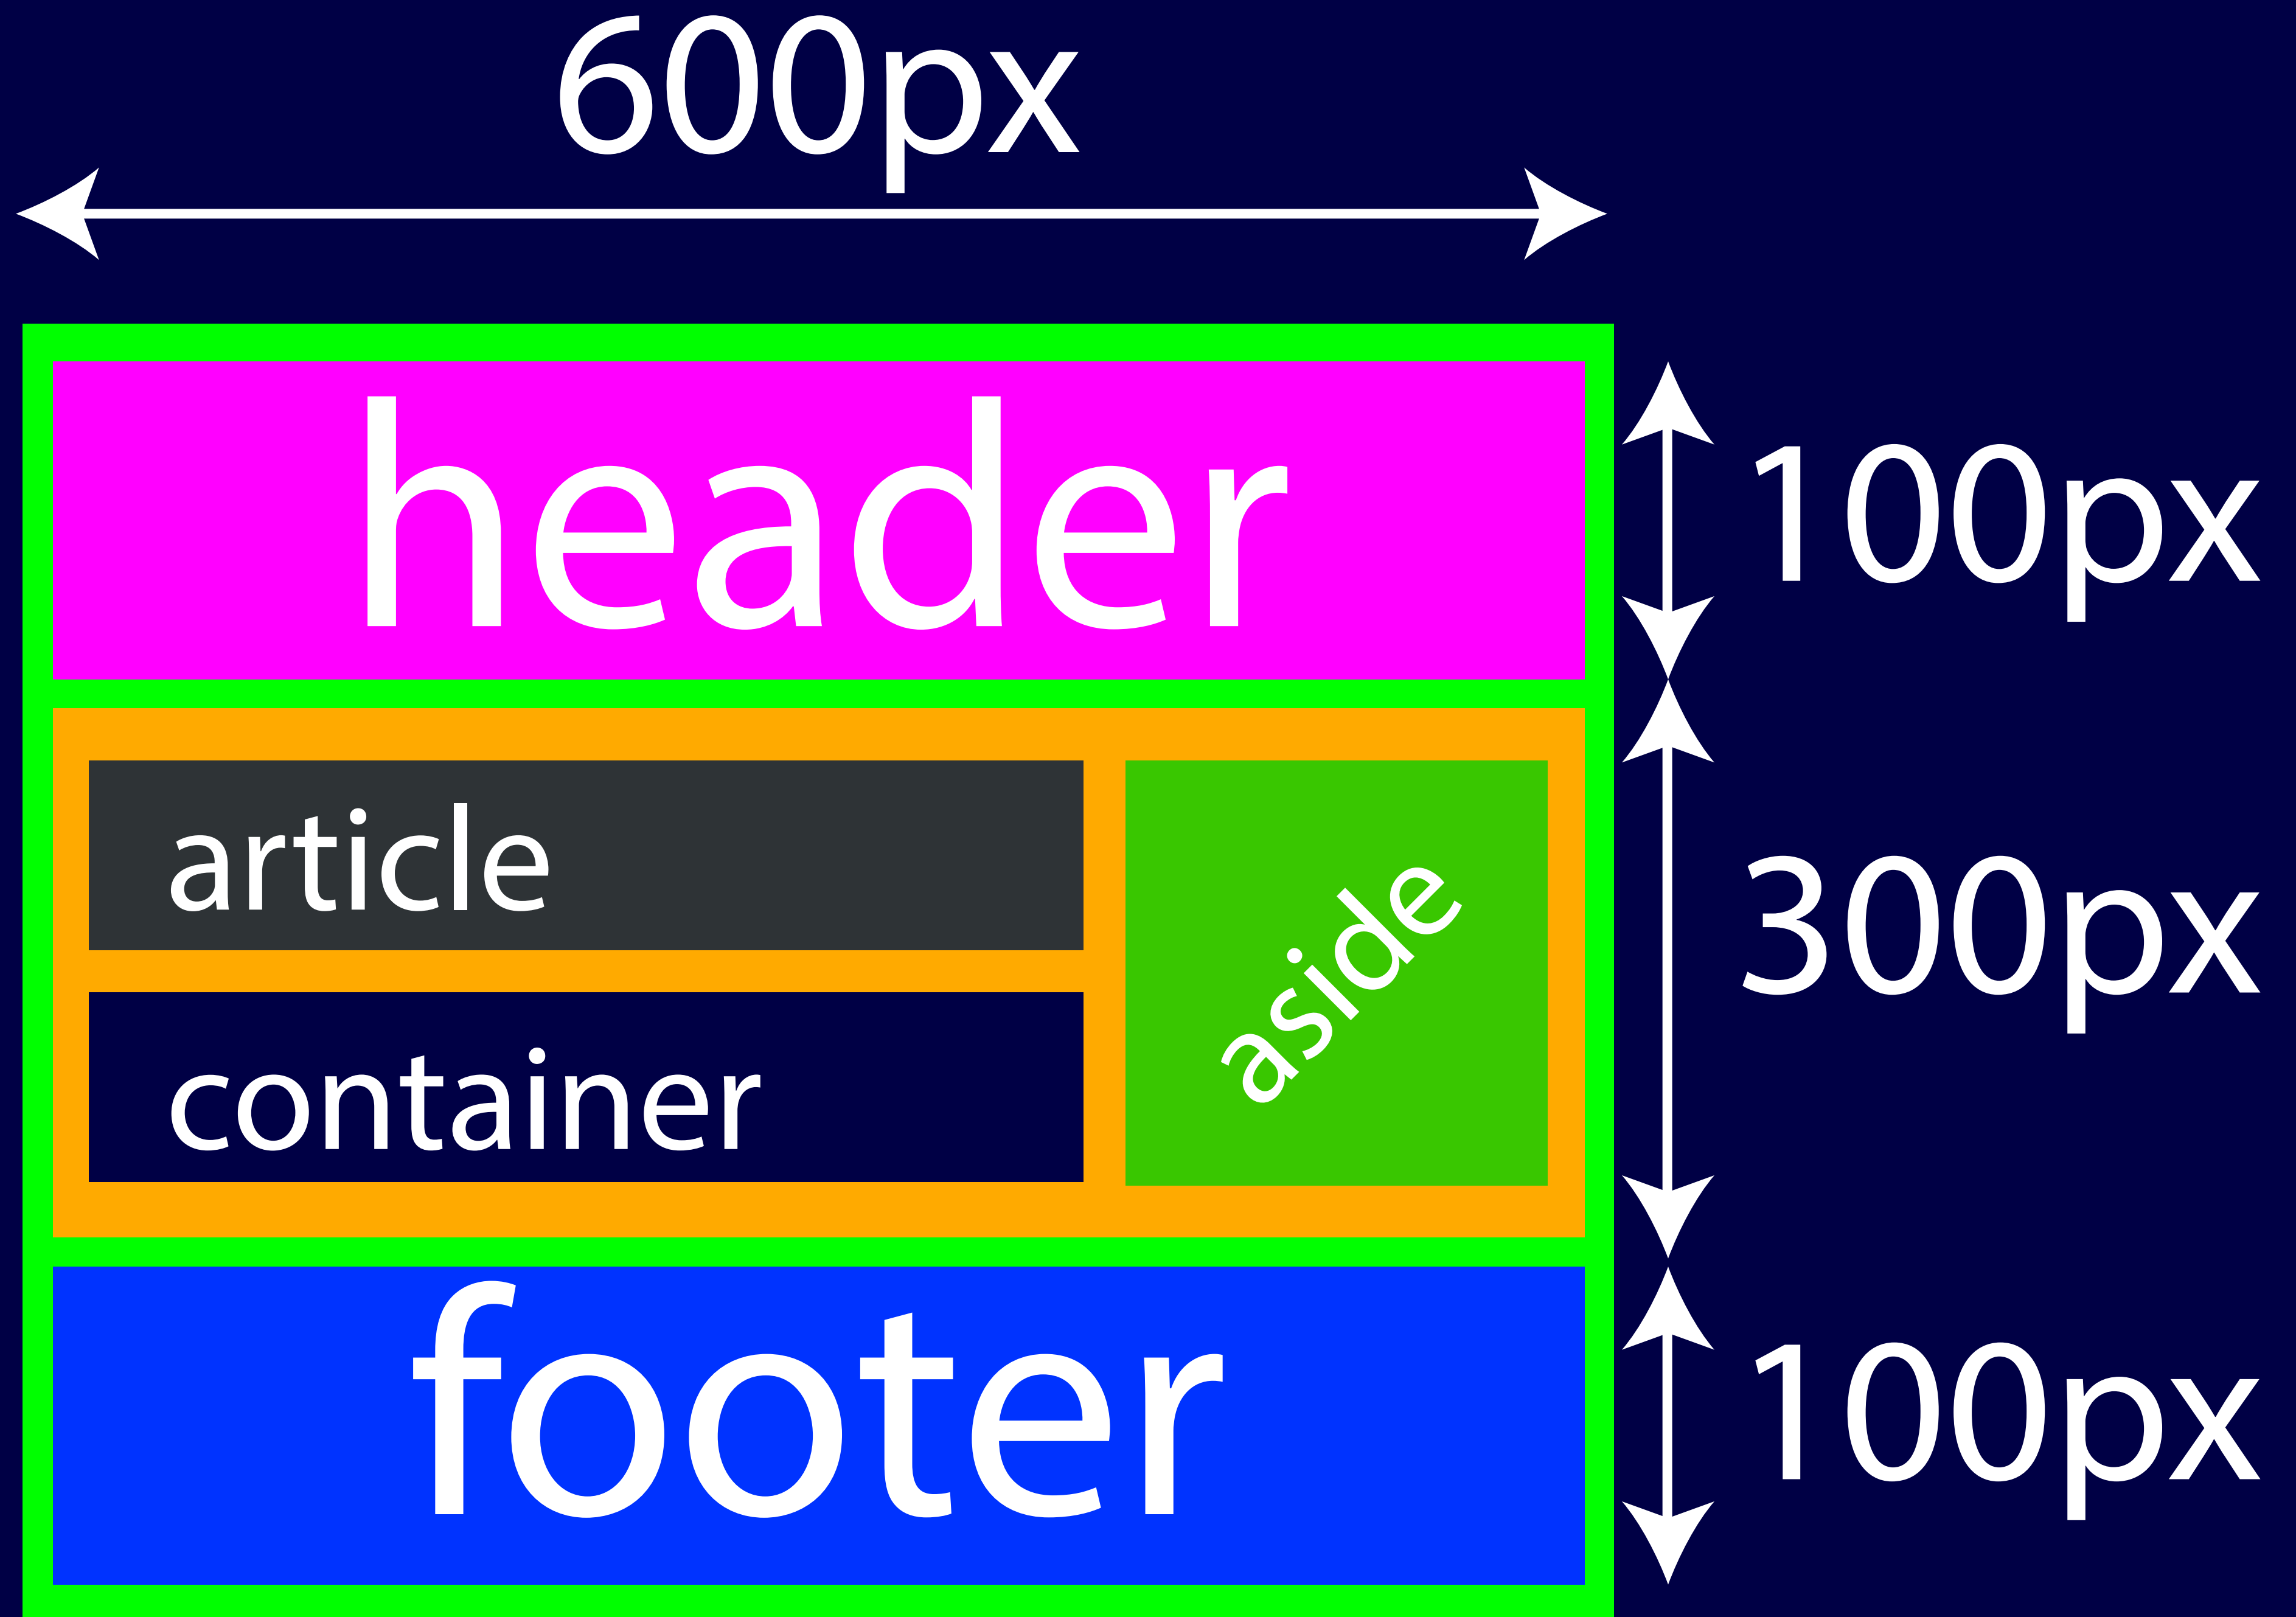 600px
header
100px
article
aside
300px
container
footer
100px